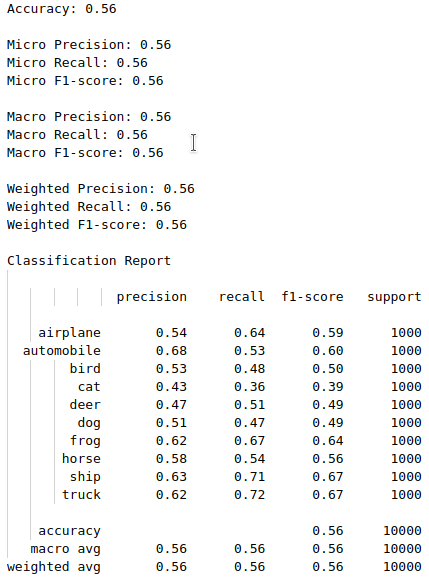 Accuracy: 0.56
Micro Precision: 0.56
Micro Recall: 0.56
Micro F1-score: 0.56
Macro Precision: 0.56
Macro Recall: 0.56
Macro F1-score: 0.56
Weighted Precision: 0.56
Weighted Recall: 0.56
Weighted F1-score: 0.56
Classification Report
precision recall f1-score support
airplane 0.54 0.64 0.59 1000
automobile 0.68 0.53 0.60 1000
bird 0.53 0.48 0.50 1000
cat 0.43 0.36 0.39 1000
deer 0.47 0.51 0.49 1000
dog 0.51 0.47 0.49 1000
frog 0.62 0.67 0.64 1000
horse 0.58 0.54 0.56 1000
ship 0.63 0.71 0.67 1000
truck 0.62 0.72 0.67 1000
accuracy 0.56 10000
macro avg 0.56 0.56 0.56 10000
weighted avg 0.56 0.56 0.56 10000